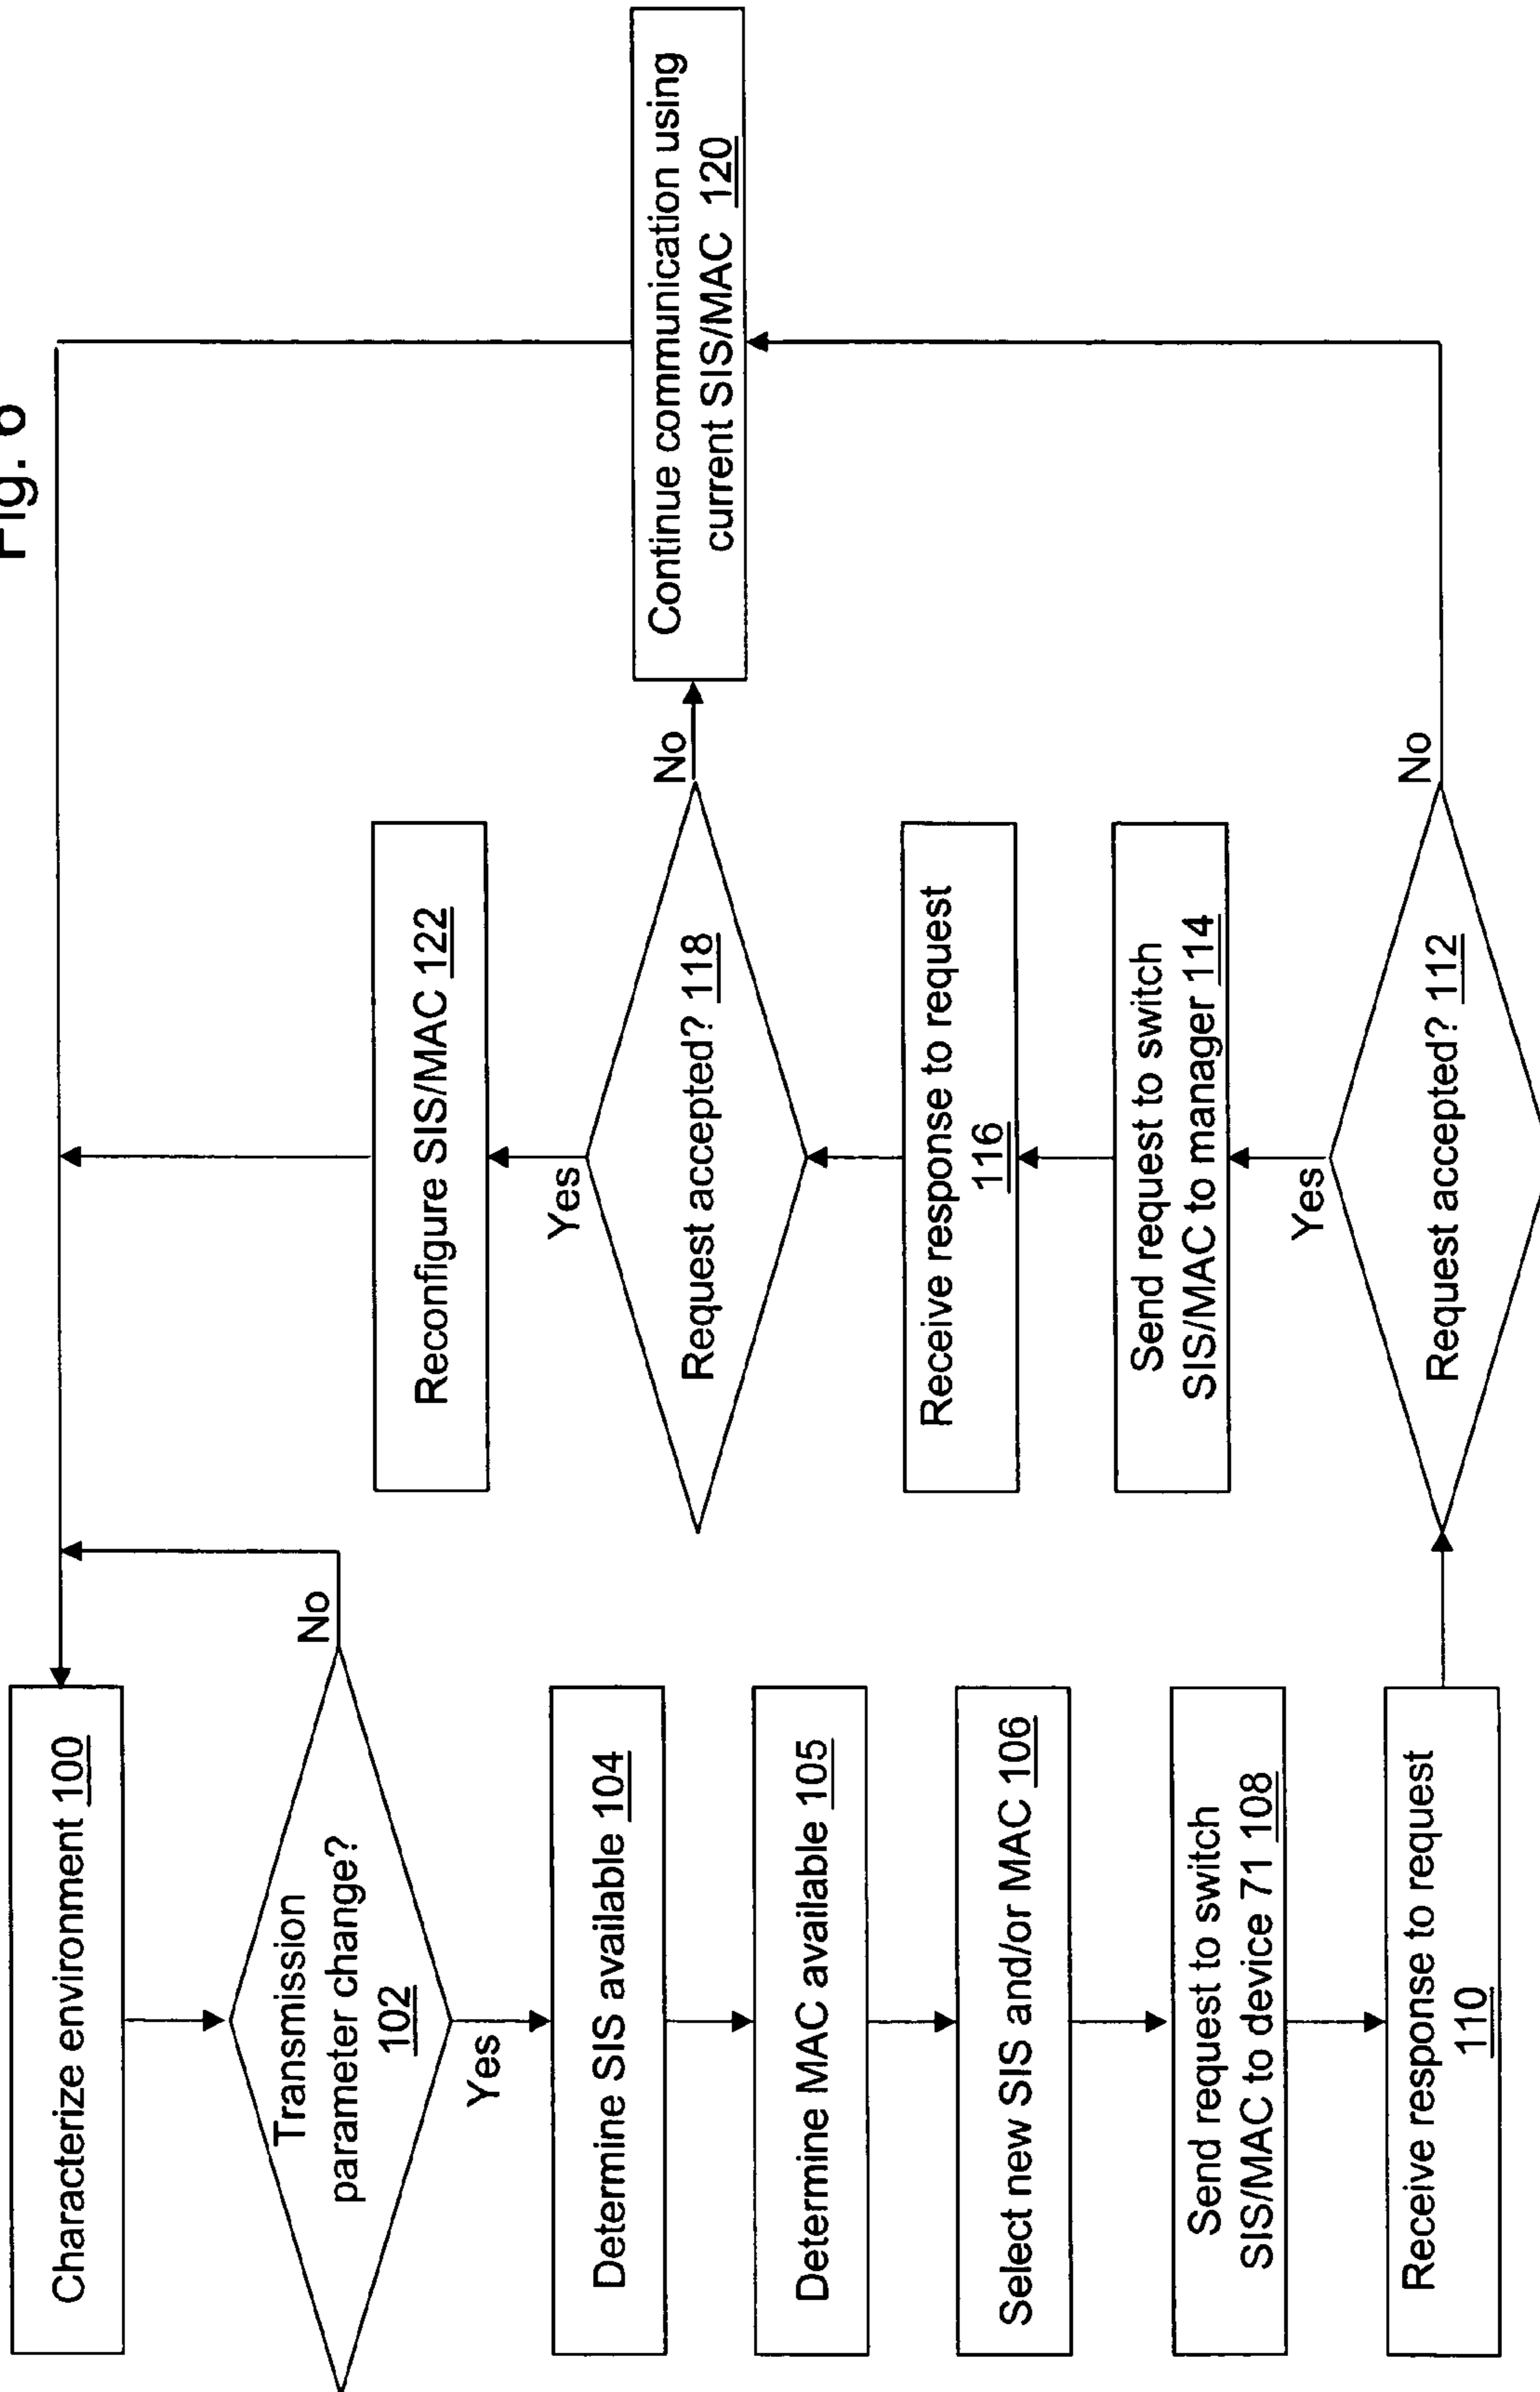 Fig. 6
Characterize environment 100
Transmission
parameter change?
102
No
Yes
Determine SIS available 104
Determine MAC available 105
Select new SIS and/or MAC 106
Send request to switch
SIS/MAC to device 71 108
Receive response to request
110
Request accepted? 112
No
Yes
Send request to switch
SIS/MAC to manager 114
Receive response to request
116
Request accepted? 118
No
Yes
Reconfigure SIS/MAC 122
Continue communication using
current SIS/MAC 120